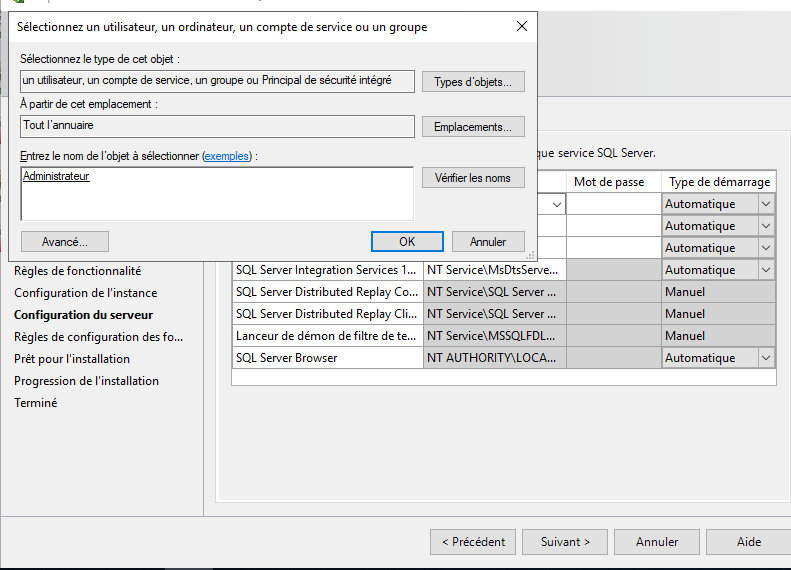 Sélectionnez un utilisateur, un ordinateur, un compte de service ou un groupe
Sélectionnez le type de cet objet :
un utilisateur, un compte de service, un groupe ou Principal de sécurité intégré
Types d'objets...
À partir de cet emplacement :
Tout l'annuaire
Emplacements...
Entrez le nom de l'objet à sélectionner (exemples) :
Administrateur
Vérifier les noms
Avancé...
OK
Annuler
que service SQL Server.
Mot de passe
Type de démarrage
Automatique
Automatique
Automatique
Règles de fonctionnalité
Configuration de l'instance
Configuration du serveur
Règles de configuration des fo...
Prêt pour l'installation
Progression de l'installation
Terminé
SQL Server Integration Services 1... NT Service\MsDtsServe... Automatique
SQL Server Distributed Replay Co... NT Service\SQL Server ... Manuel
SQL Server Distributed Replay Cli... NT Service\SQL Server ... Manuel
Lanceur de démon de filtre de te... NT Service\MSSQLFDL... Manuel
SQL Server Browser NT AUTHORITY\LOCA... Automatique
< Précédent
Suivant >
Annuler
Aide